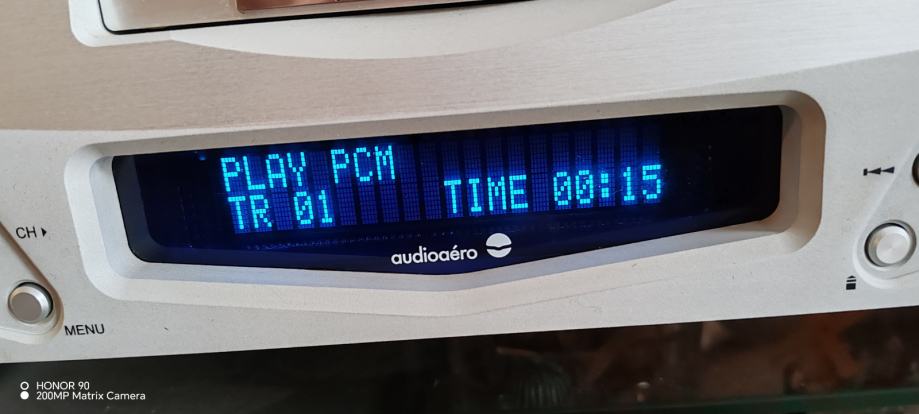 PLAY PCM
TR 01 TIME 00:15
audioaéro
CH
MENU
HONOR 90
200MP Matrix Camera